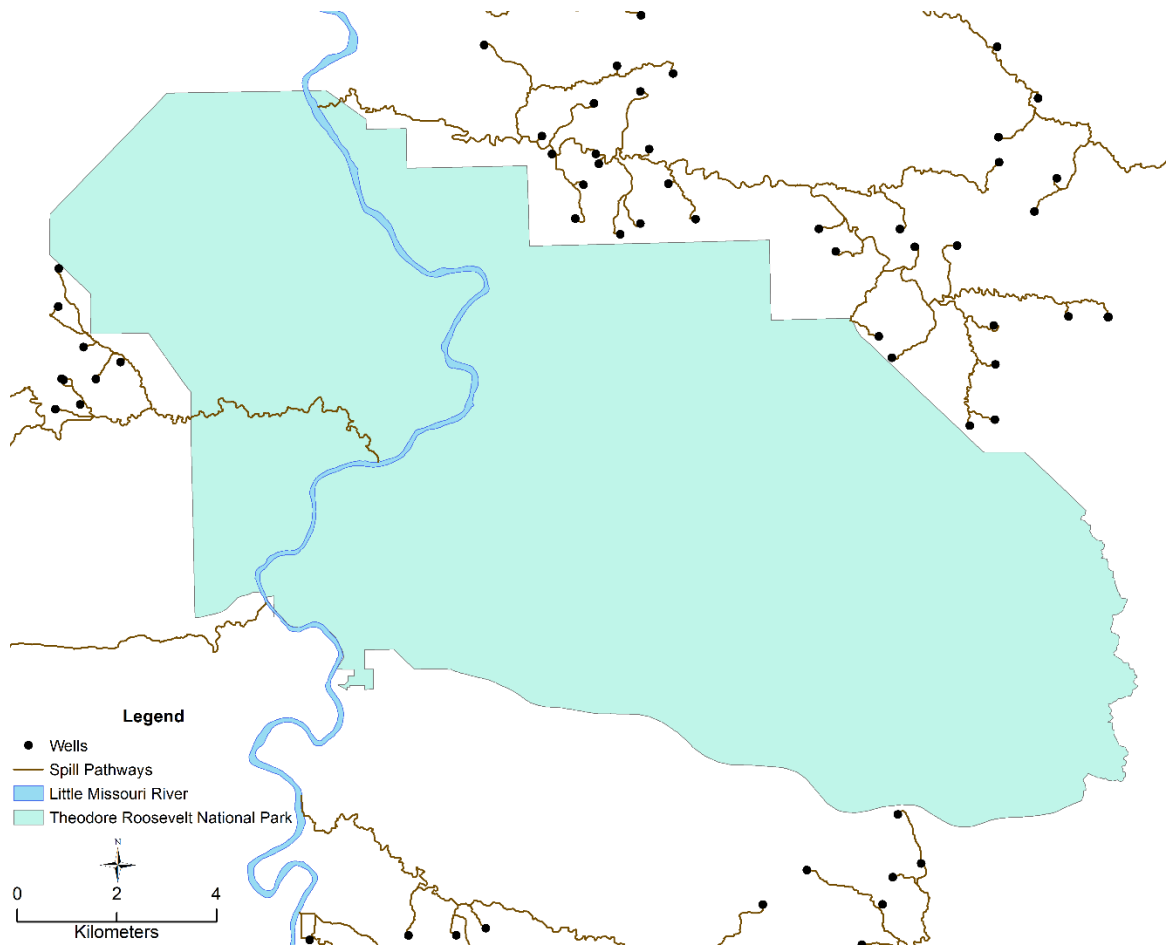 Legend
Wells
Spill Pathways
Little Missouri River
Theodore Roosevelt National Park
N
0 2 4
Kilometers